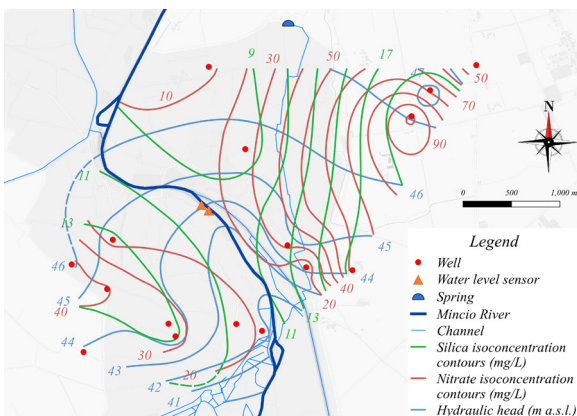 9
30
50
17
47
50
10
70
90
11
46
13
45
46
44
45
40
40
20
13
44
30
11
43
20
42
41
N
0
500
1,000 m
Legend
Well
Water level sensor
Spring
Mincio River
Channel
Silica isoconcentration
contours (mg/L)
Nitrate isoconcentration
contours (mg/L)
Hydraulic head (m a.s.l.)